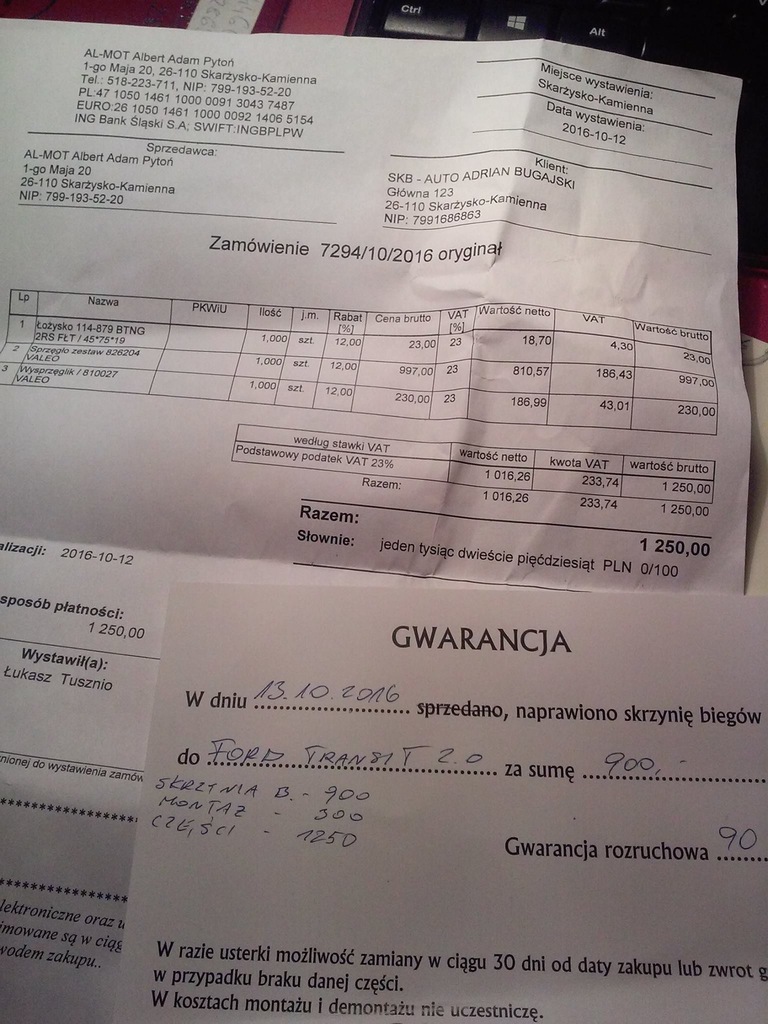 Ctrl
Alt
AL-MOT Albert Adam Pytoń
1-go Maja 20, 26-110 Skarżysko-Kamienna
Tel.: 518-223-711, NIP: 799-193-52-20
PL:47 1050 1461 1000 0091 3043 7487
EURO:26 1050 1461 1000 0092 1406 5154
ING Bank Śląski S.A; SWIFT:INGBPLPW
Miejsce wystawienia:
Skarżysko-Kamienna
Data wystawienia:
2016-10-12
Sprzedawca:
AL-MOT Albert Adam Pytoń
1-go Maja 20
26-110 Skarżysko-Kamienna
NIP: 799-193-52-20
Klient:
SKB - AUTO ADRIAN BUGAJSKI
Główna 123
26-110 Skarżysko-Kamienna
NIP: 7991686863
Zamówienie 7294/10/2016 oryginał
Lp Nazwa PKWiU Ilość j.m. Rabat [%] Cena brutto VAT [%] Wartość netto VAT Wartość brutto
1 Łożysko 114-879 BTNG 2RS FŁT / 45*75*19 1,000 szt. 12,00 23,00 23 18,70 4,30 23,00
2 Sprzęgło zestaw 826204 VALEO 1,000 szt. 12,00 997,00 23 810,57 186,43 997,00
3 Wysprzęglik / 810027 VALEO 1,000 szt. 12,00 230,00 23 186,99 43,01 230,00
według stawki VAT wartość netto kwota VAT wartość brutto
Podstawowy podatek VAT 23% 1 016,26 233,74 1 250,00
Razem: 1 016,26 233,74 1 250,00
Razem: 1 250,00
Słownie: jeden tysiąc dwieście pięćdziesiąt PLN 0/100
alizacji: 2016-10-12
sposób płatności:
1 250,00
Wystawił(a):
Łukasz Tusznio
nionej do wystawienia zamów
******************
******************
lektroniczne oraz u
imowane są w ciąg
wodem zakupu..
GWARANCJA
W dniu 13.10.2016 sprzedano, naprawiono skrzynię biegów
do FORD TRANSIT 2.0 za sumę 900,-
SKRZYNIA B. - 900
MONTAŻ - 300
CZĘŚCI - 1250
Gwarancja rozruchowa 90
W razie usterki możliwość zamiany w ciągu 30 dni od daty zakupu lub zwrot g
w przypadku braku danej części.
W kosztach montażu i demontażu nie uczestniczę.